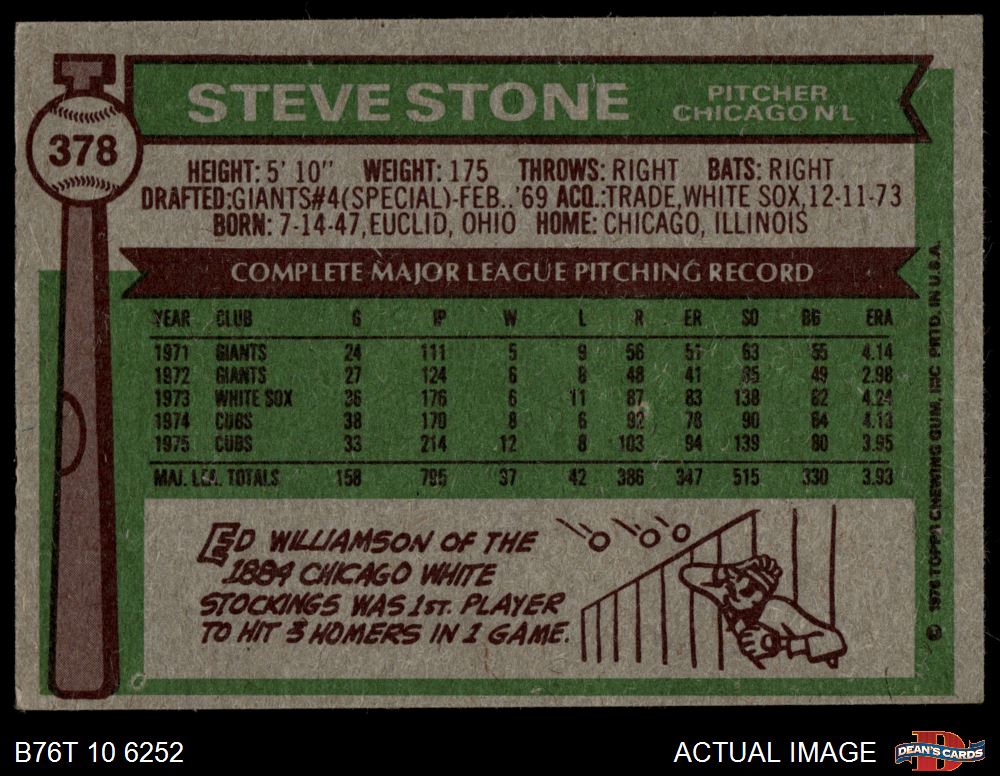 378
STEVE STONE
PITCHER
CHICAGO N'L
HEIGHT: 5' 10" WEIGHT: 175 THROWS: RIGHT BATS: RIGHT
DRAFTED:GIANTS#4(SPECIAL)-FEB., '69 ACQ.:TRADE,WHITE SOX,12-11-73
BORN: 7-14-47,EUCLID, OHIO HOME: CHICAGO, ILLINOIS
COMPLETE MAJOR LEAGUE PITCHING RECORD
YEAR CLUB G IP W L R ER SO BB ERA
1971 GIANTS 24 111 5 9 56 51 63 55 4.14
1972 GIANTS 27 124 6 8 48 41 85 49 2.98
1973 WHITE SOX 36 176 6 11 87 83 138 82 4.24
1974 CUBS 38 170 8 6 92 78 90 64 4.13
1975 CUBS 33 214 12 8 103 94 139 80 3.95
MAJ. LEA. TOTALS 158 795 37 42 386 347 515 330 3.93
ED WILLIAMSON OF THE
1884 CHICAGO WHITE
STOCKINGS WAS 1ST. PLAYER
TO HIT 3 HOMERS IN 1 GAME.
© 1976 TOPPS CHEWING GUM, INC PRTD. IN U.S.A.
B76T 10 6252
ACTUAL IMAGE
D
DEAN'S CARDS